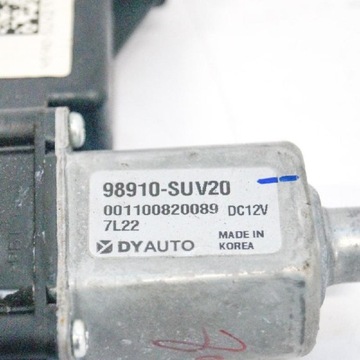 98910-SUV20
001100820089 DC12V
7L22 MADE IN
DYAUTO KOREA